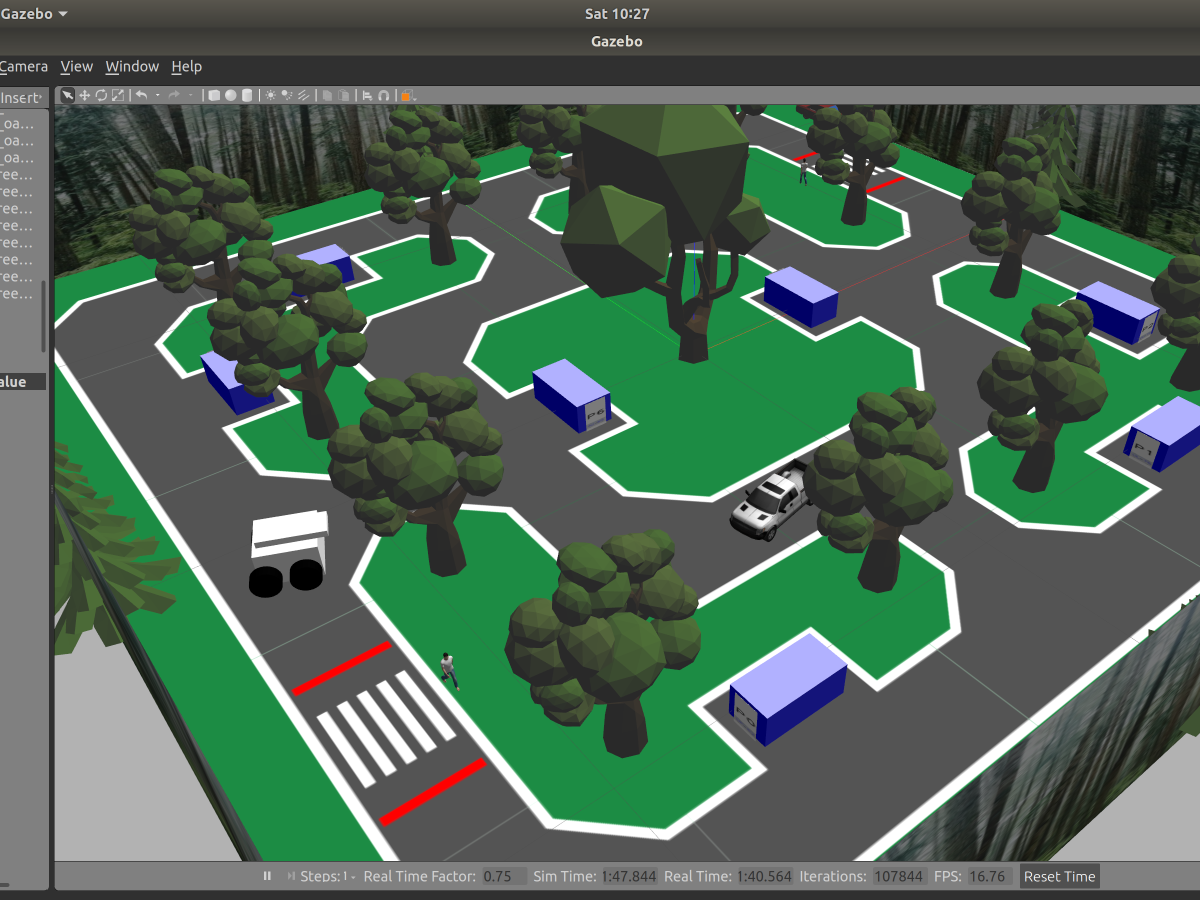 Gazebo
Sat 10:27
Gazebo
Camera View Window Help
Insert
_oa...
_oa...
_oa...
ree...
ree...
ree...
ree...
ree...
ree...
ree...
ree...
alue
P6
P1
Steps: 1 Real Time Factor: 0.75 Sim Time: 1:47.844 Real Time: 1:40.564 Iterations: 107844 FPS: 16.76 Reset Time